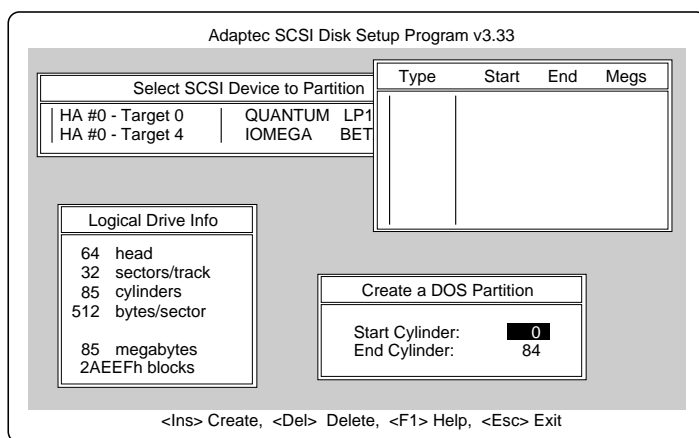 Adaptec SCSI Disk Setup Program v3.33
Select SCSI Device to Partition
HA #0 - Target 0 QUANTUM LP1
HA #0 - Target 4 IOMEGA BET
Type Start End Megs
Logical Drive Info
64 head
32 sectors/track
85 cylinders
512 bytes/sector
85 megabytes
2AEEFh blocks
Create a DOS Partition
Start Cylinder: 0
End Cylinder: 84
<Ins> Create, <Del> Delete, <F1> Help, <Esc> Exit